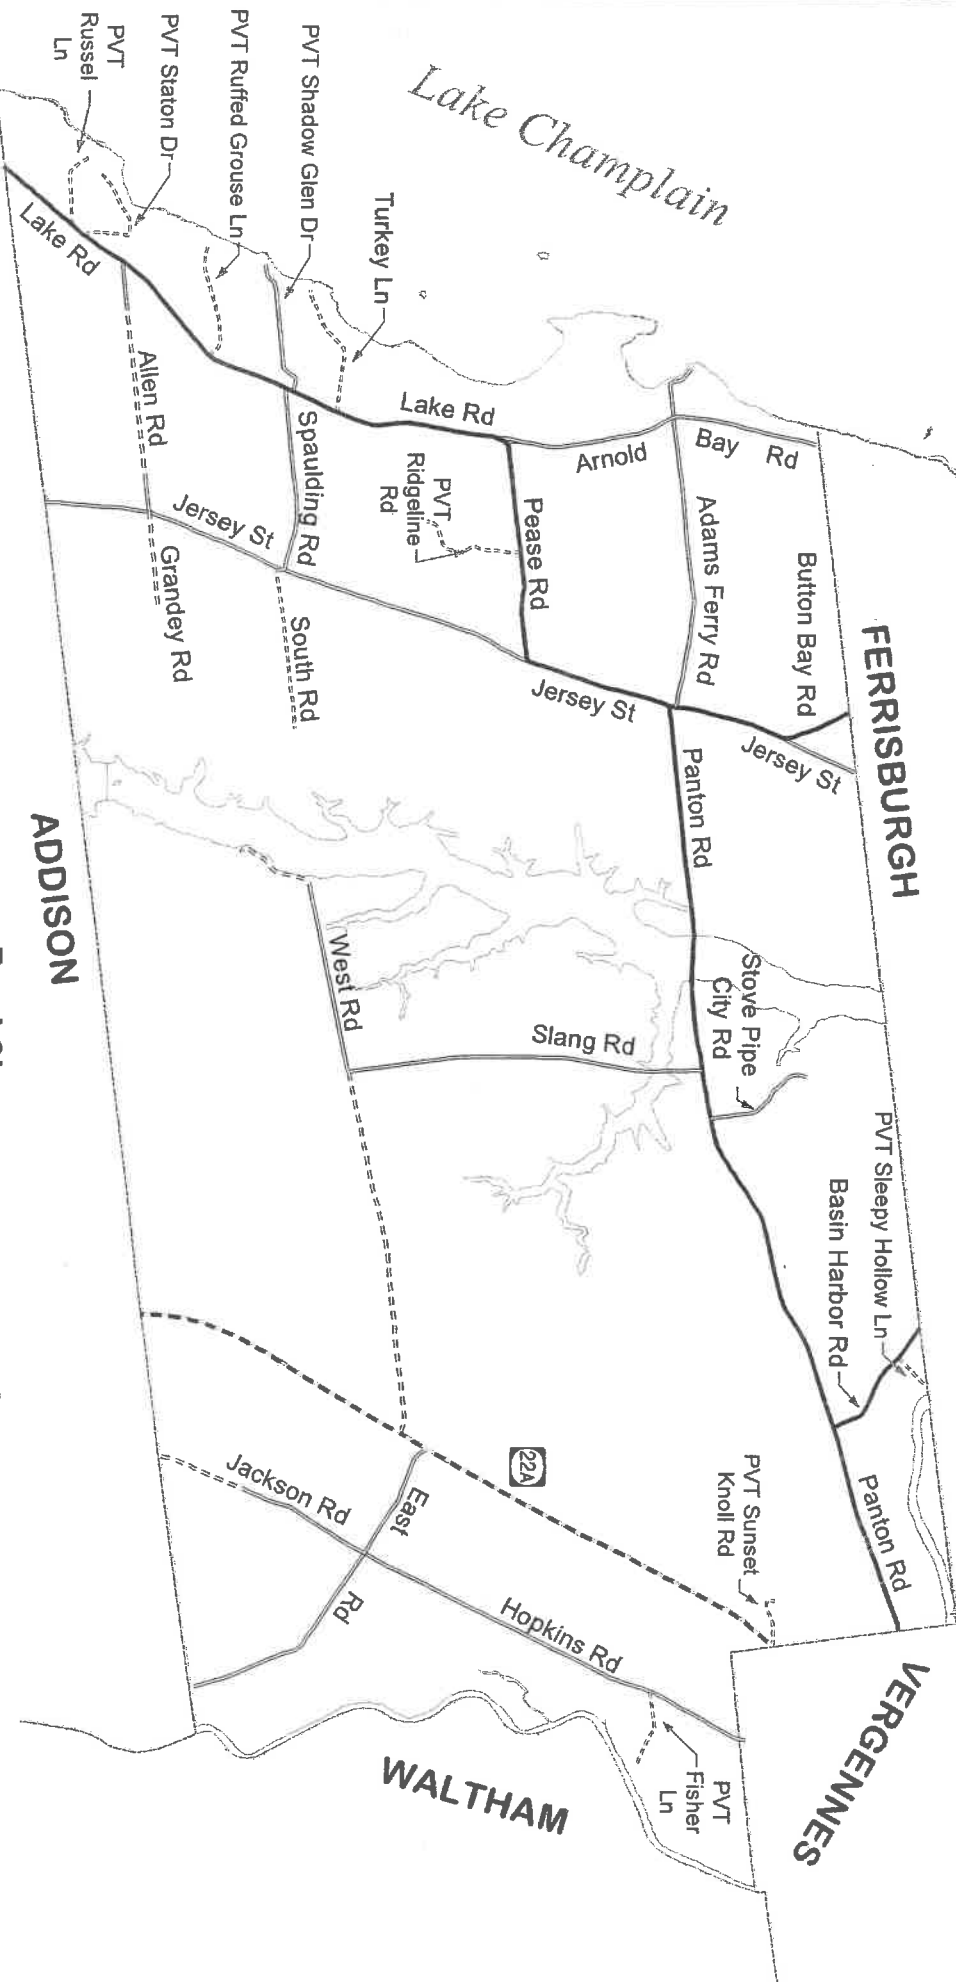 Lake Champlain
PVT
Russel
Ln
PVT Staton Dr
PVT Ruffed Grouse Ln
PVT Shadow Glen Dr
Turkey Ln
Lake Rd
Allen Rd
Spaulding Rd
Lake Rd
PVT
Ridgeline
Rd
Arnold
Bay Rd
Jersey St
Grandey Rd
South Rd
Pease Rd
Adams Ferry Rd
Button Bay Rd
FERRISBURGH
Jersey St
Jersey St
Panton Rd
ADDISON
West Rd
Slang Rd
Stove Pipe
City Rd
PVT Sleepy Hollow Ln
Basin Harbor Rd
22A
PVT Sunset
Knoll Rd
Panton Rd
Jackson Rd
East
Rd
Hopkins Rd
VERGENNES
WALTHAM
PVT
Fisher
Ln